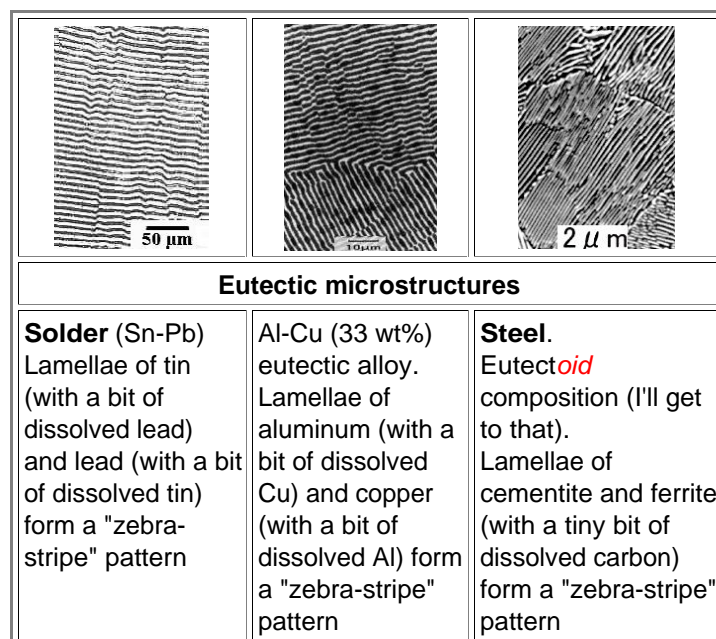 50 μm
10μm
2 μ m
Eutectic microstructures
Solder (Sn-Pb)
Lamellae of tin
(with a bit of
dissolved lead)
and lead (with a bit
of dissolved tin)
form a "zebra-
stripe" pattern
Al-Cu (33 wt%)
eutectic alloy.
Lamellae of
aluminum (with a
bit of dissolved
Cu) and copper
(with a bit of
dissolved Al) form
a "zebra-stripe"
pattern
Steel.
Eutectoid
composition (I'll get
to that).
Lamellae of
cementite and ferrite
(with a tiny bit of
dissolved carbon)
form a "zebra-stripe"
pattern